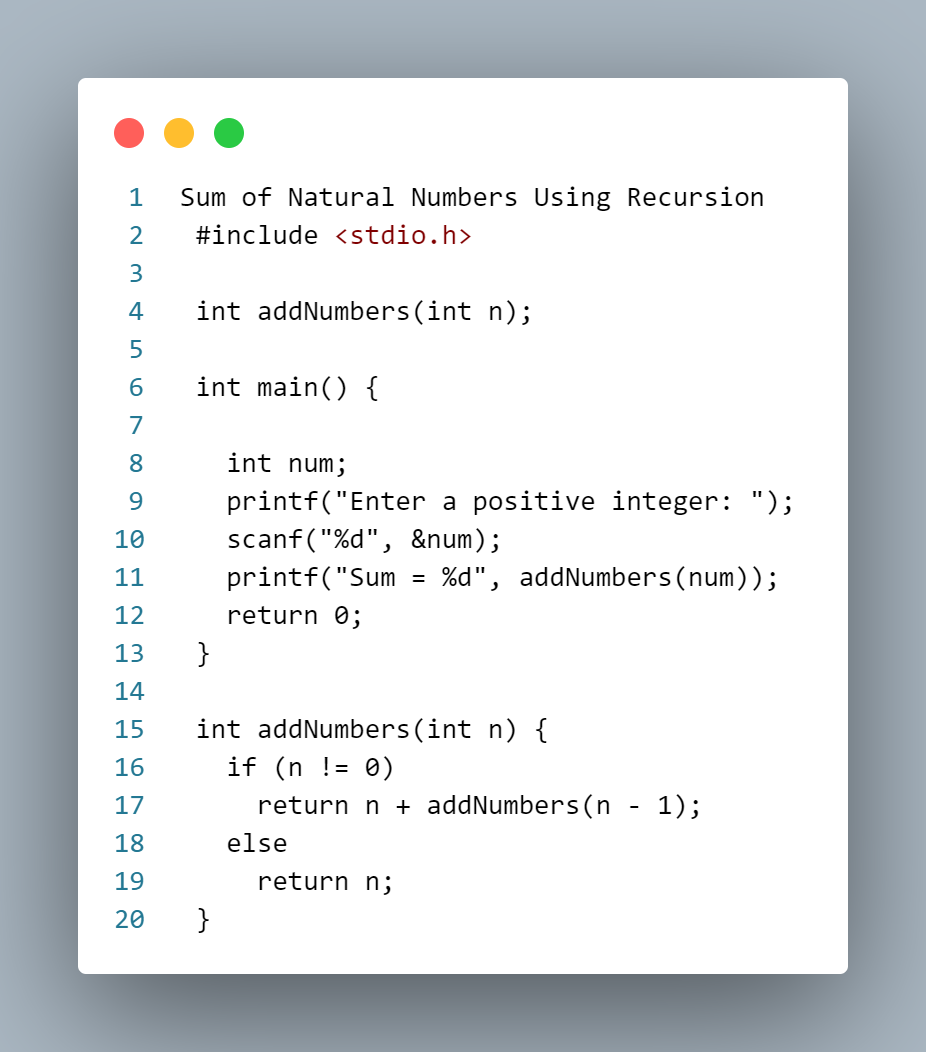 1 Sum of Natural Numbers Using Recursion
2 #include <stdio.h>
3
4 int addNumbers(int n);
5
6 int main() {
7
8 int num;
9 printf("Enter a positive integer: ");
10 scanf("%d", &num);
11 printf("Sum = %d", addNumbers(num));
12 return 0;
13 }
14
15 int addNumbers(int n) {
16 if (n != 0)
17 return n + addNumbers(n - 1);
18 else
19 return n;
20 }